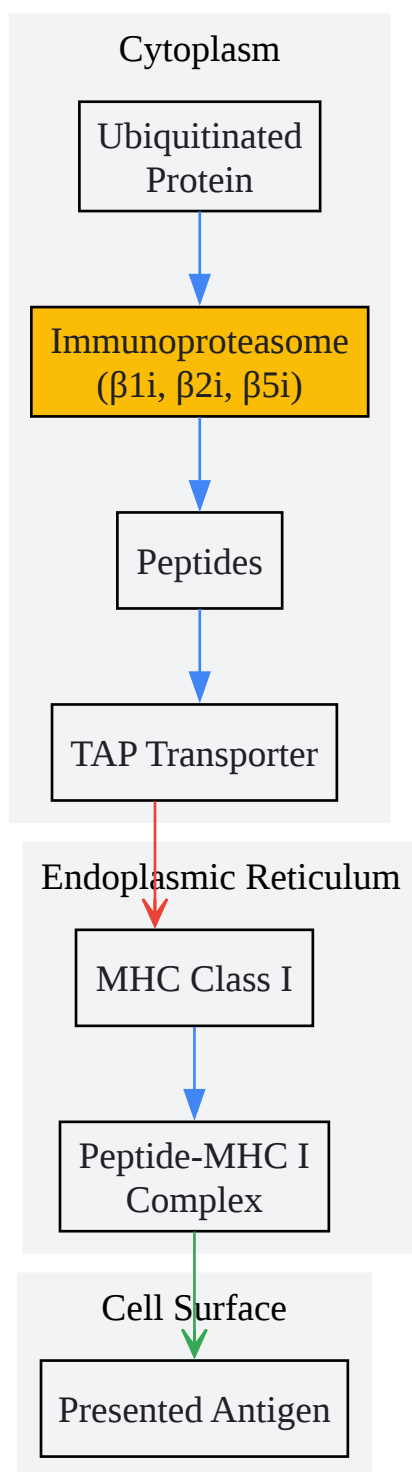 Cytoplasm
Ubiquitinated
Protein
Immunoproteasome
(β1i, β2i, β5i)
Peptides
TAP Transporter
Endoplasmic Reticulum
MHC Class I
Peptide-MHC I
Complex
Cell Surface
Presented Antigen